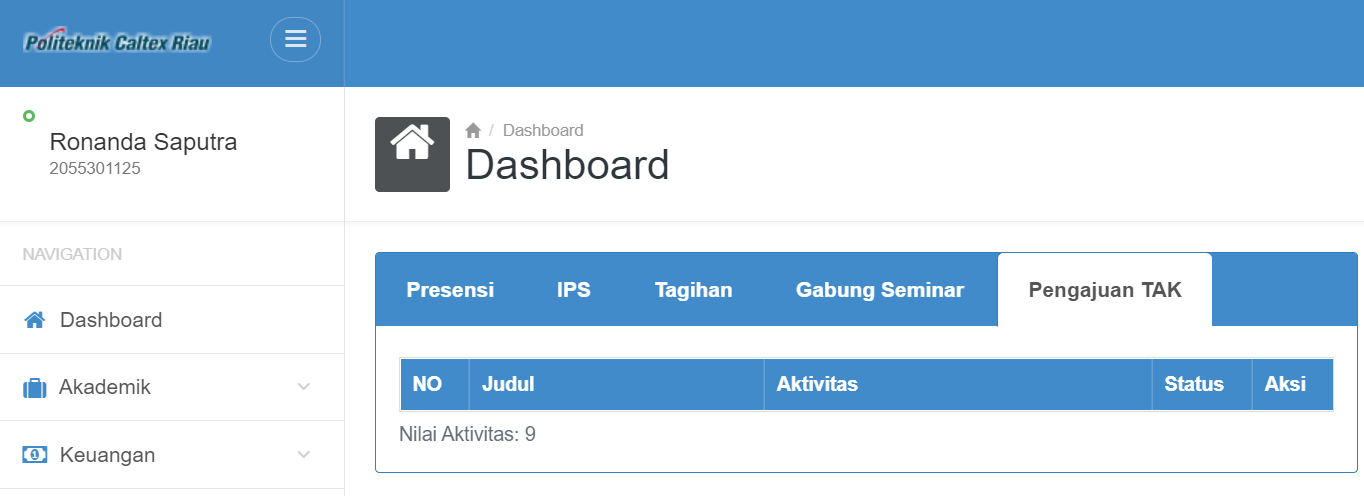 Politeknik Caltex Riau
Ronanda Saputra
2055301125
NAVIGATION
Dashboard
Akademik
Keuangan
/ Dashboard
Dashboard
Presensi IPS Tagihan Gabung Seminar Pengajuan TAK
NO Judul Aktivitas Status Aksi
Nilai Aktivitas: 9